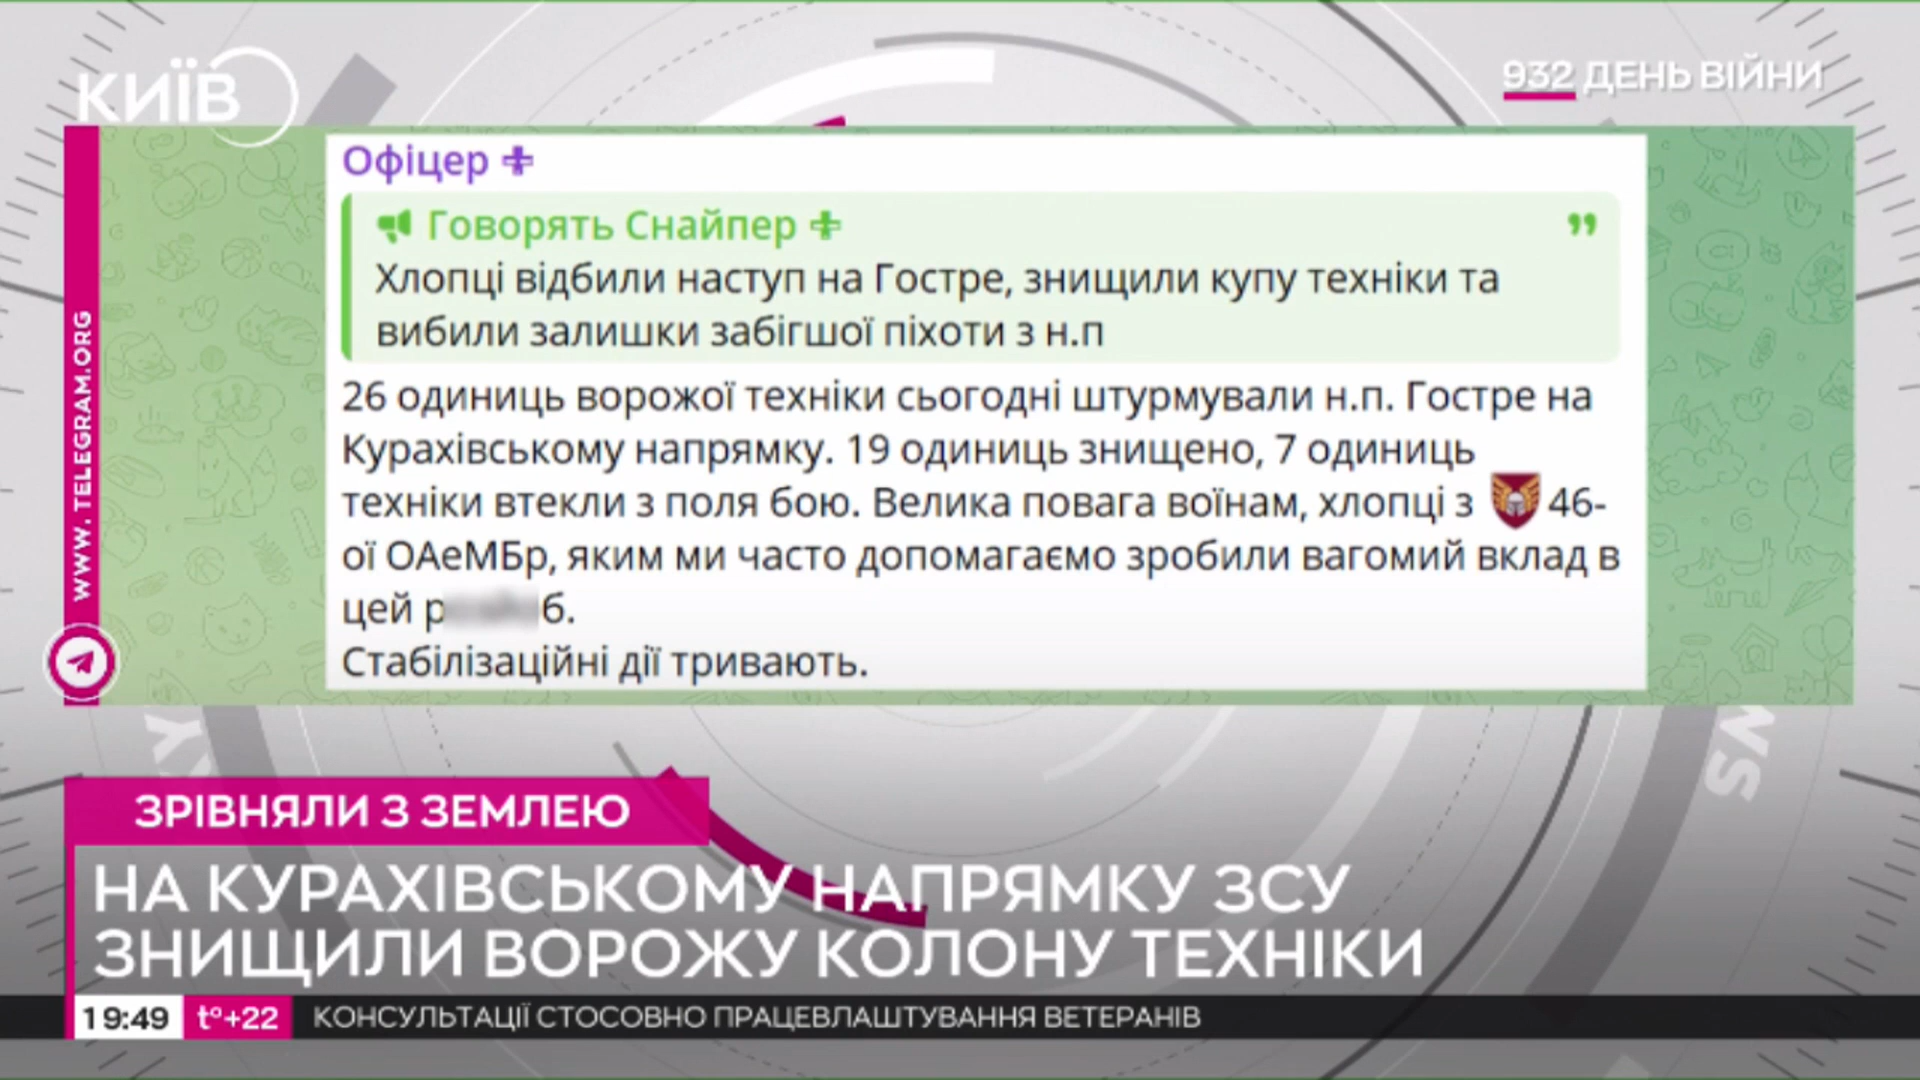 КИЇВ
932 ДЕНЬ ВІЙНИ
Офіцер
Говорять Снайпер
Хлопці відбили наступ на Гостре, знищили купу техніки та
вибили залишки забігшої піхоти з н.п
26 одиниць ворожої техніки сьогодні штурмували н.п. Гостре на
Курахівському напрямку. 19 одиниць знищено, 7 одиниць
техніки втекли з поля бою. Велика повага воїнам, хлопці з 46-
ої ОАеМБр, яким ми часто допомагаємо зробили вагомий вклад в
цей
Стабілізаційні дії тривають.
WWW.TELEGRAM.ORG
ЗРІВНЯЛИ З ЗЕМЛЕЮ
НА КУРАХІВСЬКОМУ НАПРЯМКУ ЗСУ
ЗНИЩИЛИ ВОРОЖУ КОЛОНУ ТЕХНІКИ
19:49 t°+22 КОНСУЛЬТАЦІЇ СТОСОВНО ПРАЦЕВЛАШТУВАННЯ ВЕТЕРАНІВ